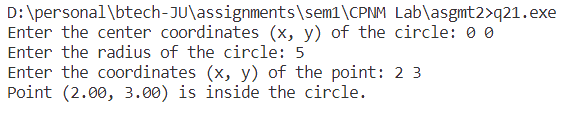 D:\personal\btech-JU\assignments\sem1\CPNM Lab\asgmt2>q21.exe
Enter the center coordinates (x, y) of the circle: 0 0
Enter the radius of the circle: 5
Enter the coordinates (x, y) of the point: 2 3
Point (2.00, 3.00) is inside the circle.